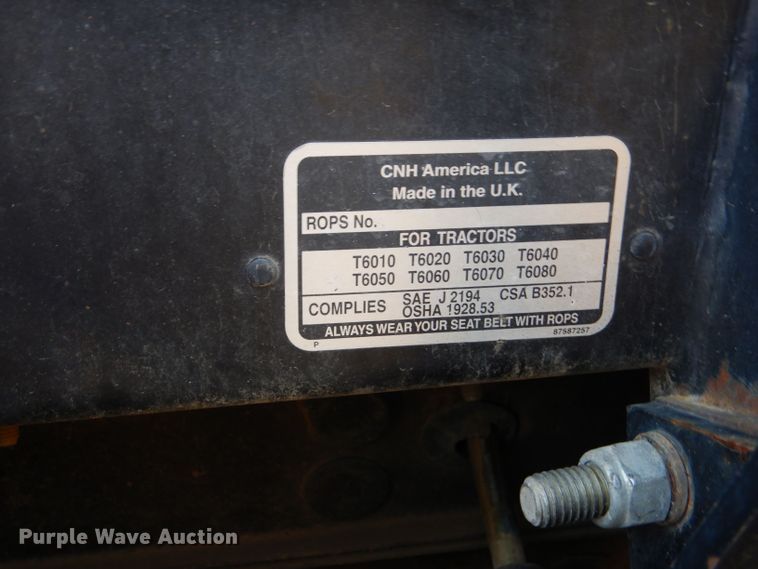 CNH America LLC
Made in the U.K.
ROPS No.
FOR TRACTORS
T6010 T6020 T6030 T6040
T6050 T6060 T6070 T6080
COMPLIES SAE J 2194 CSA B352.1
OSHA 1928.53
ALWAYS WEAR YOUR SEAT BELT WITH ROPS
P 87587257
Purple Wave Auction